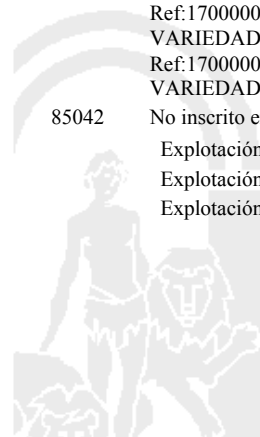 Ref:1700000
VARIEDAD
Ref:1700000
VARIEDAD
85042 No inscrito e
Explotación
Explotación
Explotación